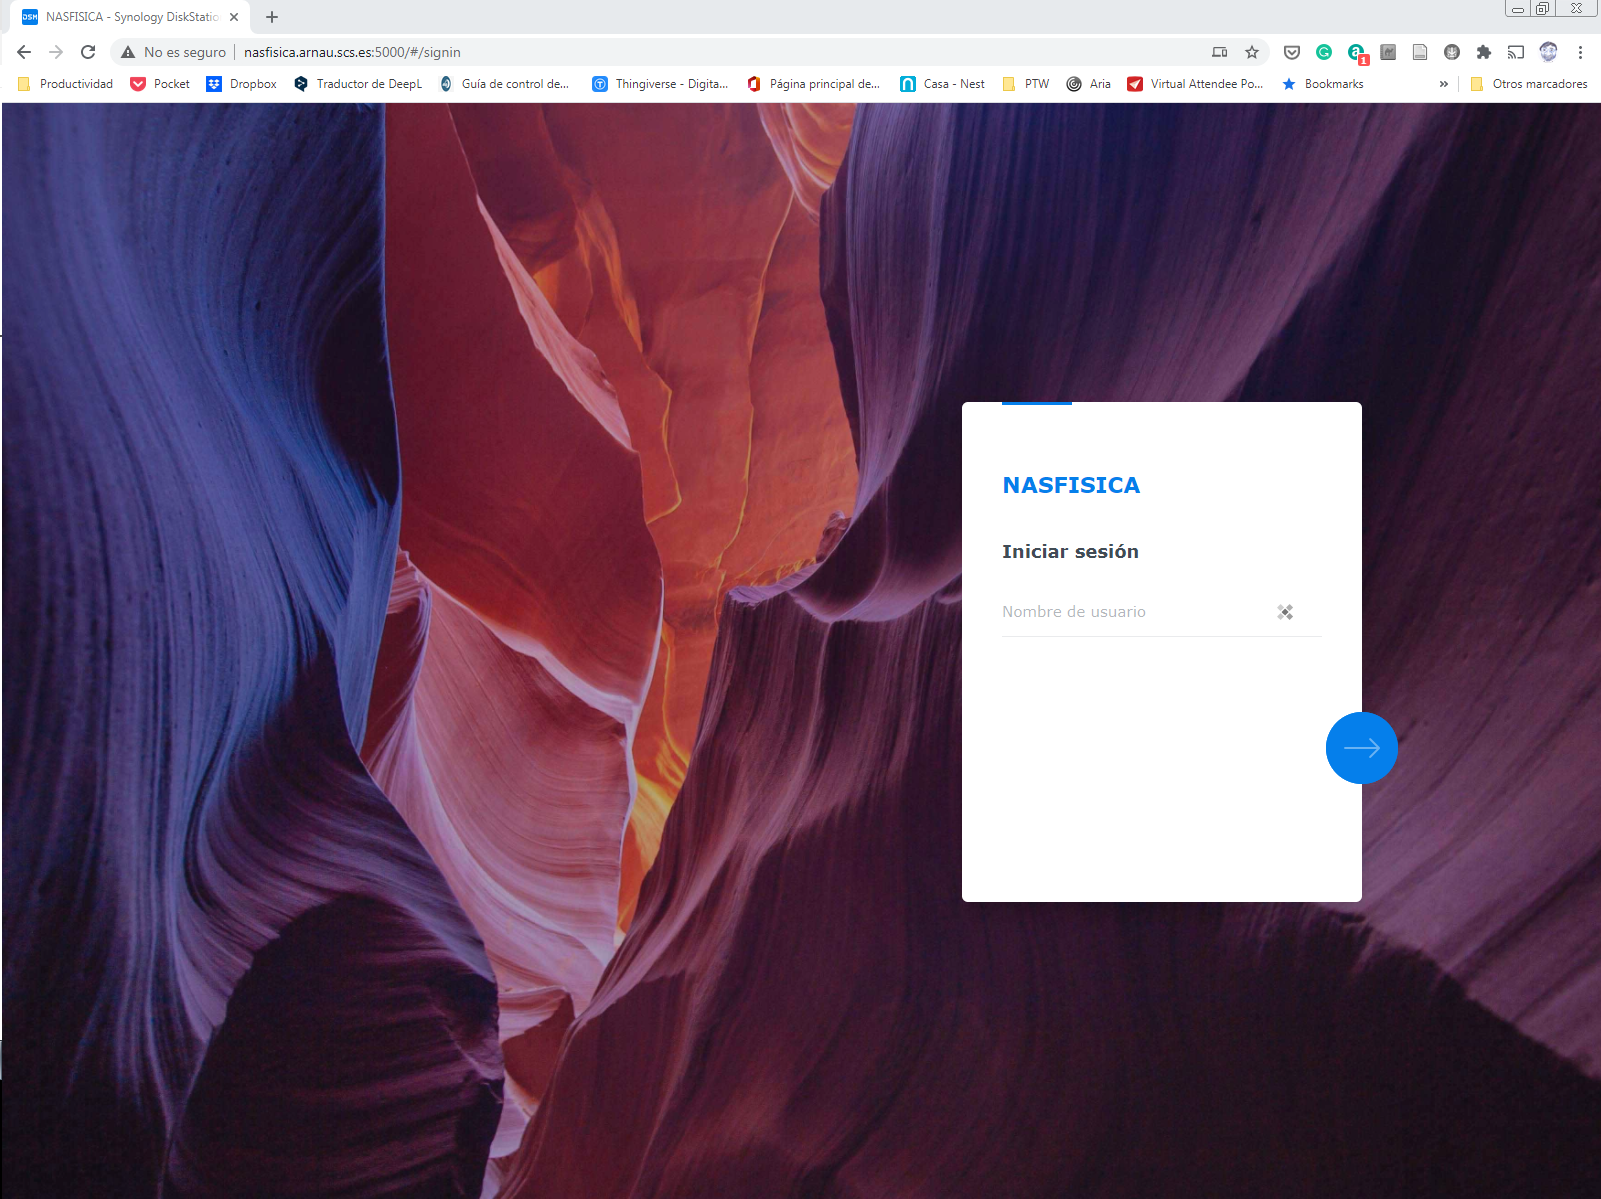 DSM NASFISICA - Synology DiskStatio
No es seguro nasfisica.arnau.scs.es:5000/#/signin
1
Productividad Pocket Dropbox Traductor de DeepL Guía de control de... Thingiverse - Digita... Página principal de... Casa - Nest PTW Aria Virtual Attendee Po... Bookmarks » Otros marcadores
NASFISICA
Iniciar sesión
Nombre de usuario